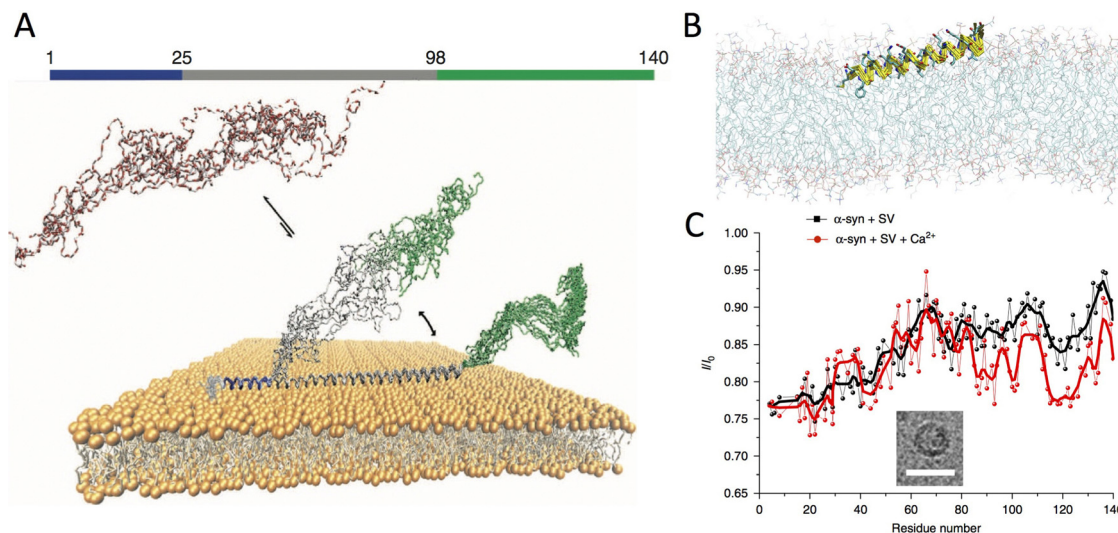 A
1 25 98 140
B
C
α-syn + SV
α-syn + SV + Ca²⁺
1.00
0.95
0.90
0.85
0.80
0.75
0.70
0.65
I/I₀
0 20 40 60 80 100 120 140
Residue number